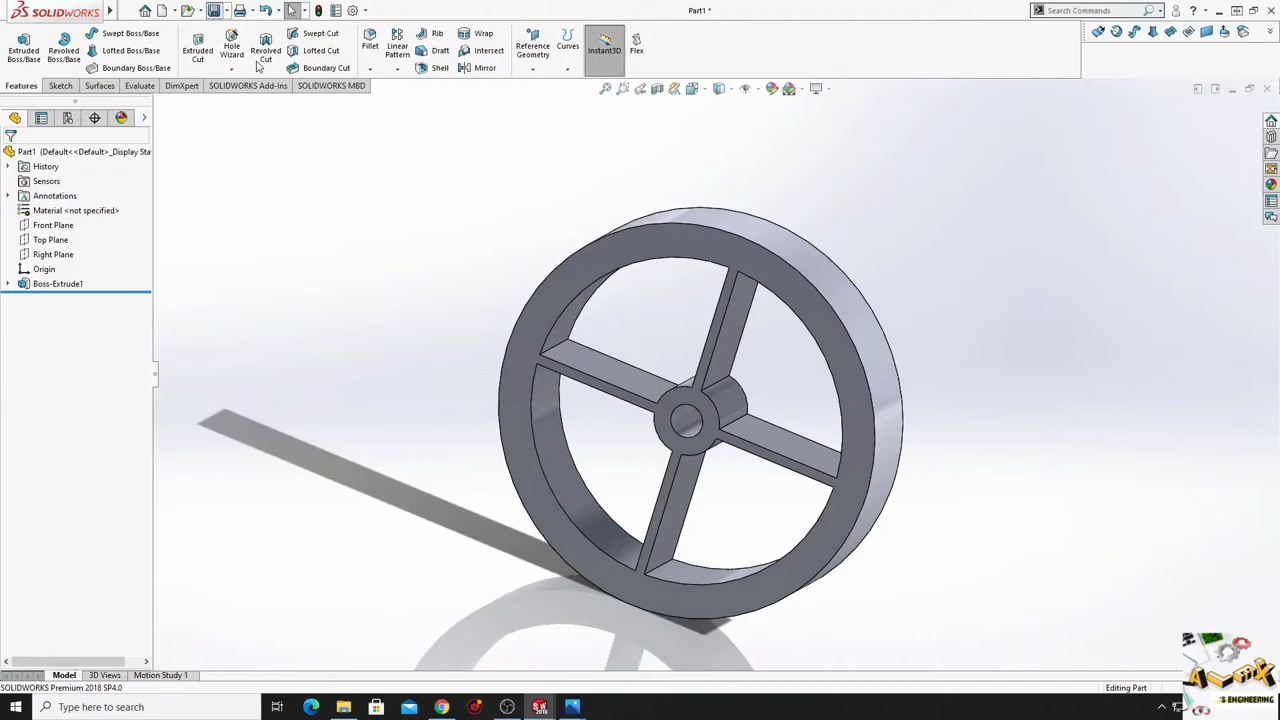 SOLIDWORKS
Part1 *
Search Commands
Extruded Boss/Base
Revolved Boss/Base
Swept Boss/Base
Lofted Boss/Base
Boundary Boss/Base
Extruded Cut
Hole Wizard
Revolved Cut
Swept Cut
Lofted Cut
Boundary Cut
Fillet
Linear Pattern
Rib
Draft
Shell
Wrap
Intersect
Mirror
Reference Geometry
Curves
Instant3D
Flex
Features
Sketch
Surfaces
Evaluate
DimXpert
SOLIDWORKS Add-Ins
SOLIDWORKS MBD
Part1 (Default<<Default>_Display Sta
History
Sensors
Annotations
Material <not specified>
Front Plane
Top Plane
Right Plane
Origin
Boss-Extrude1
Model
3D Views
Motion Study 1
SOLIDWORKS Premium 2018 SP4.0
Editing Part
Type here to search
'S ENGINEERING